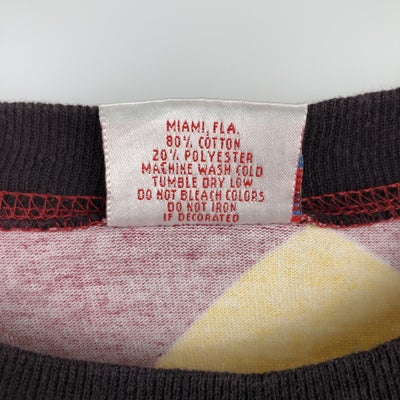 MIAMI, FLA.
80% COTTON
20% POLYESTER
MACHINE WASH COLD
TUMBLE DRY LOW
DO NOT BLEACH COLORS
DO NOT IRON
IF DECORATED